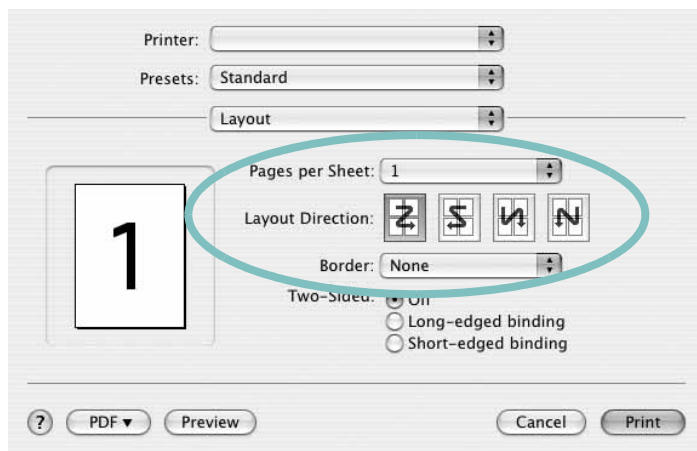 Printer:
Presets: Standard
Layout
Pages per Sheet: 1
Layout Direction:
Border: None
Two-Sided: Off
Long-edged binding
Short-edged binding
1
? PDF▼ Preview Cancel Print